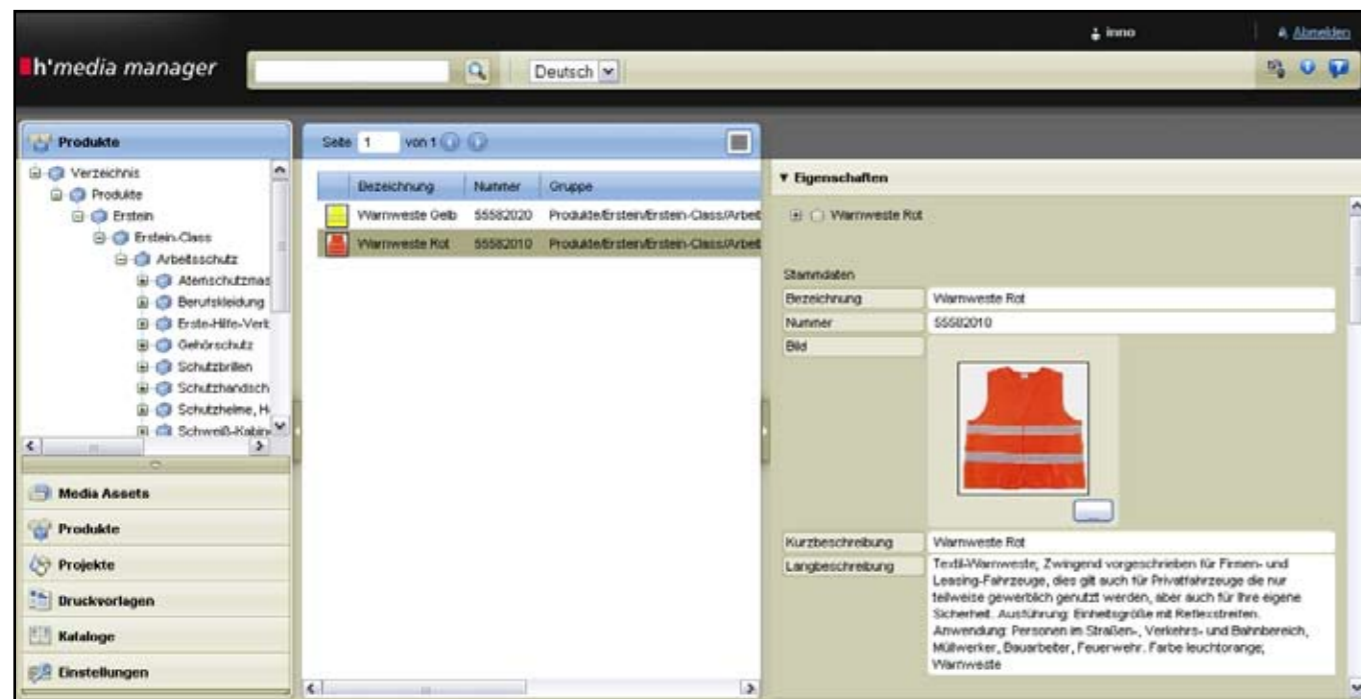 inno
Abmelden
h'media manager
Deutsch
Produkte
Verzeichnis
Produkte
Erstein
Erstein-Class
Arbeitsschutz
Atemschutzmas
Berufskleidung
Erste-Hilfe-Verb
Gehörschutz
Schutzbrillen
Schutzhandsch
Schutzhelme, H
Schweiß-Kabine
Media Assets
Produkte
Projekte
Druckvorlagen
Kataloge
Einstellungen
Seite 1 von 1
Bezeichnung Nummer Gruppe
Warnweste Gelb 55582020 Produkte/Erstein/Erstein-Class/Arbeit
Warnweste Rot 55582010 Produkte/Erstein/Erstein-Class/Arbeit
Eigenschaften
Warnweste Rot
Stammdaten
Bezeichnung Warnweste Rot
Nummer 55582010
Bild
...
Kurzbeschreibung Warnweste Rot
Langbeschreibung Textil-Warnweste; Zwingend vorgeschrieben für Firmen- und
Leasing-Fahrzeuge, dies gilt auch für Privatfahrzeuge die nur
teilweise gewerblich genutzt werden, aber auch für Ihre eigene
Sicherheit. Ausführung: Einheitsgröße mit Reflexstreifen.
Anwendung: Personen im Straßen-, Verkehrs- und Bahnbereich,
Müllwerker, Bauarbeiter, Feuerwehr. Farbe leuchtorange;
Warnweste